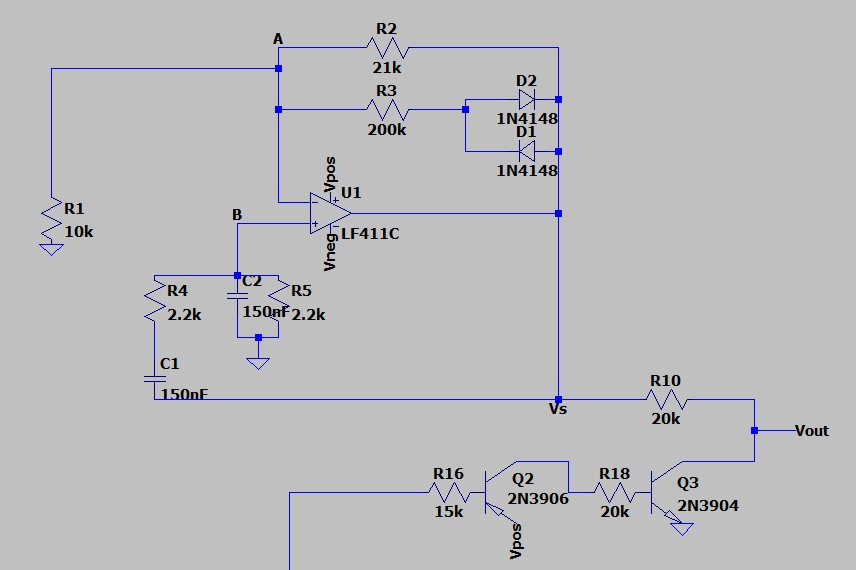 A
R2
21k
R3
200k
D2
1N4148
D1
1N4148
Vpos
U1
B
LF411C
Vneg
R1
10k
C2
150nF
R4
2.2k
R5
2.2k
C1
150nF
Vs
R10
20k
Vout
R16
15k
Q2
2N3906
R18
20k
Q3
2N3904
Vpos